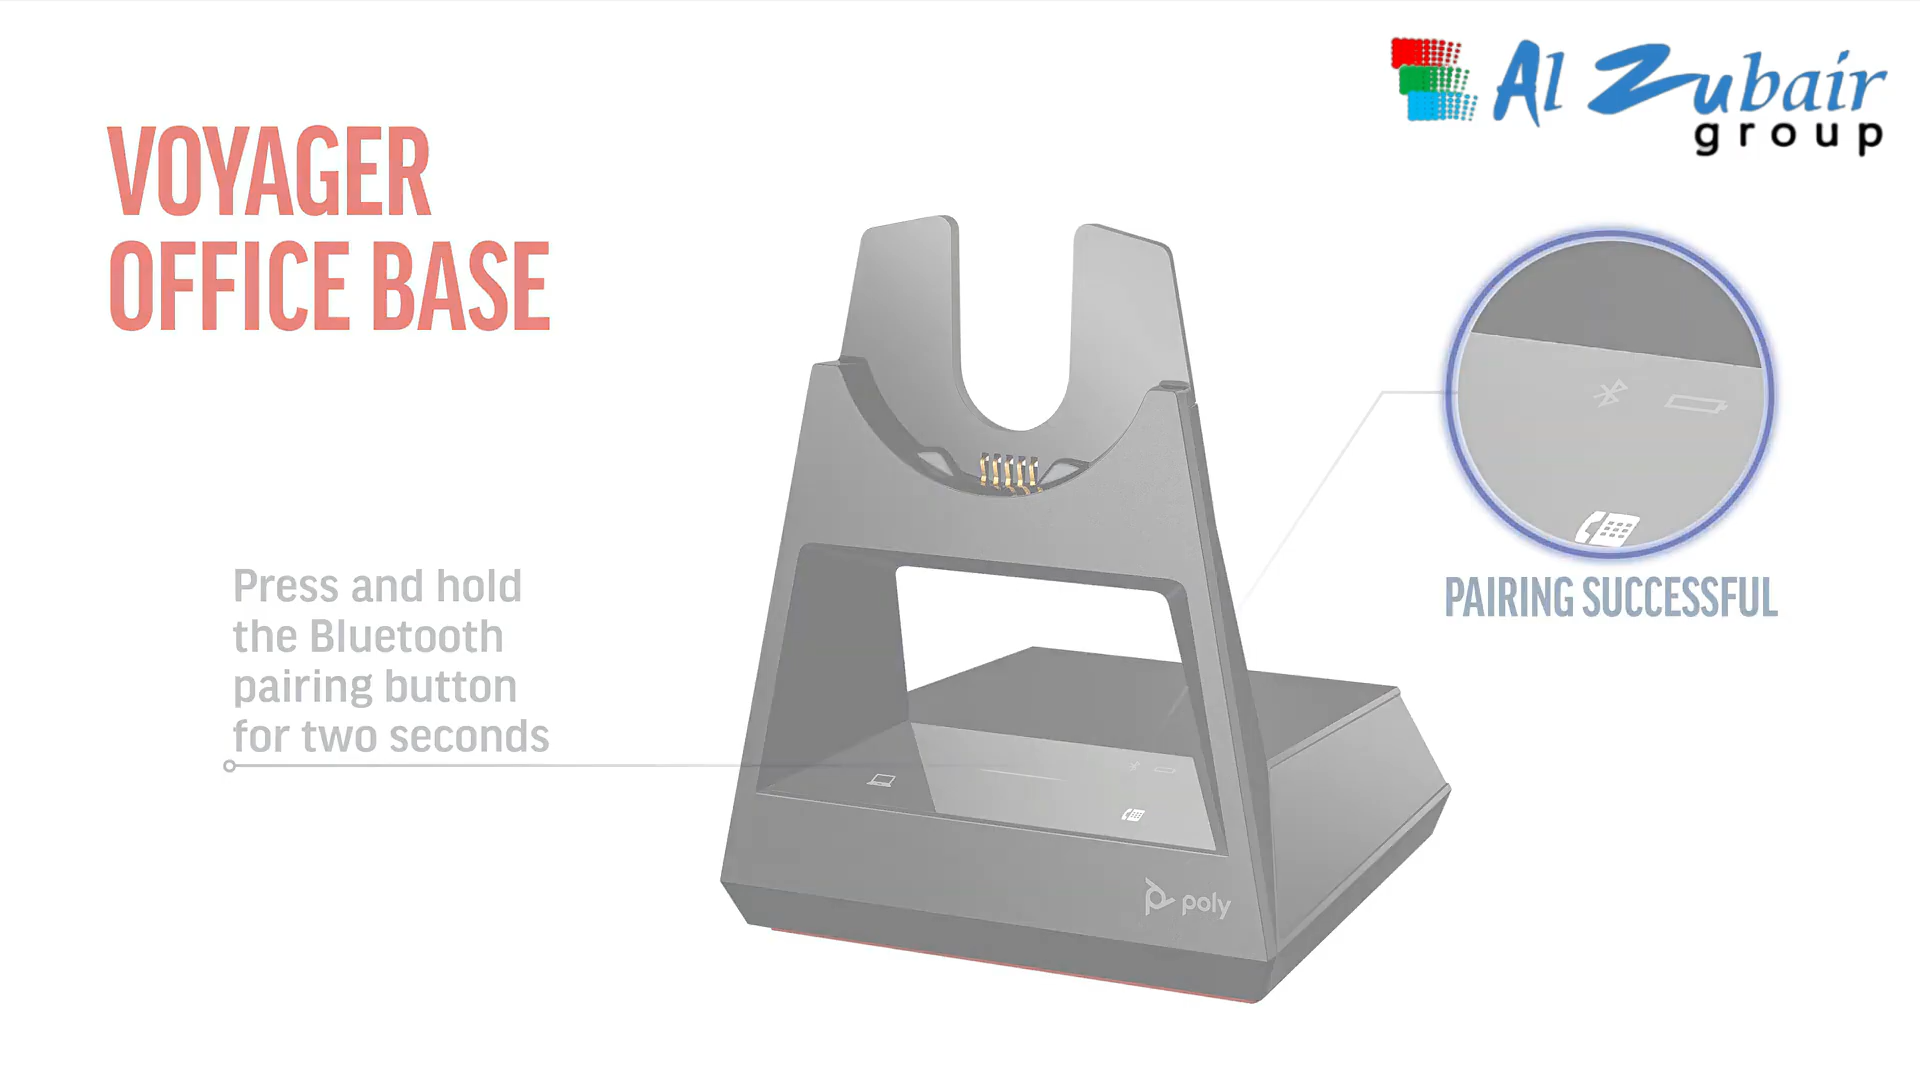 Al Zubair
group
VOYAGER
OFFICE BASE
Press and hold
the Bluetooth
pairing button
for two seconds
PAIRING SUCCESSFUL
poly